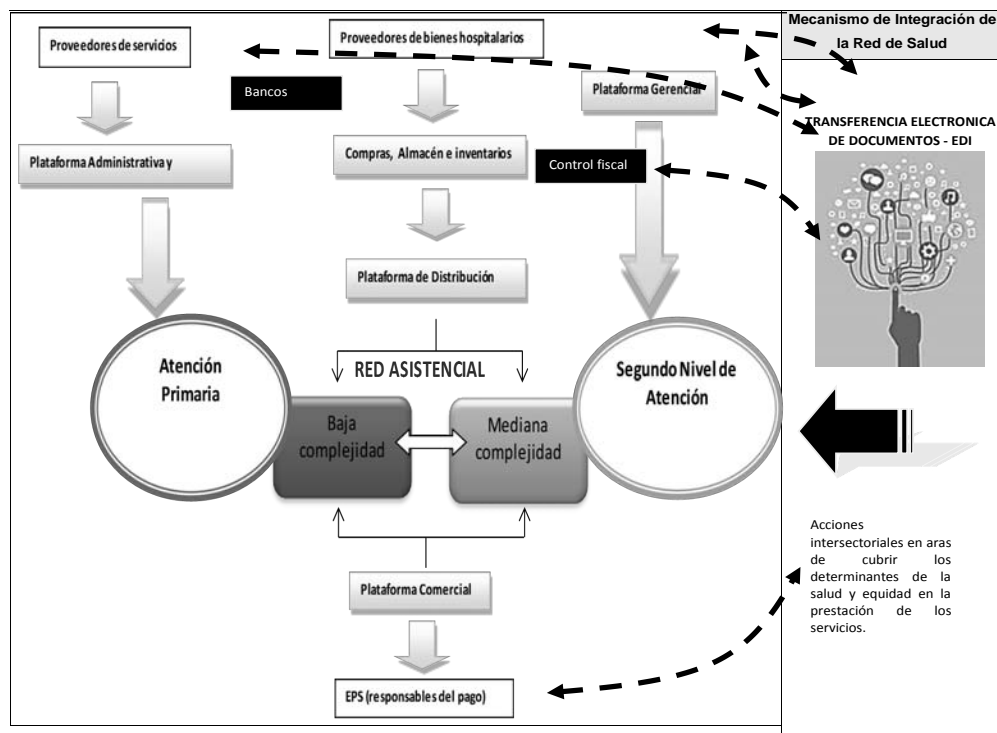 Proveedores de servicios
Proveedores de bienes hospitalarios
Mecanismo de Integración de
la Red de Salud
Bancos
Plataforma Gerencial
TRANSFERENCIA ELECTRONICA
DE DOCUMENTOS - EDI
Plataforma Administrativa y
Compras, Almacén e inventarios
Control fiscal
Plataforma de Distribución
RED ASISTENCIAL
Atención
Primaria
Segundo Nivel de
Atención
Baja
complejidad
Mediana
complejidad
Acciones
intersectoriales en aras
de cubrir los
determinantes de la
salud y equidad en la
prestación de los
servicios.
Plataforma Comercial
EPS (responsables del pago)